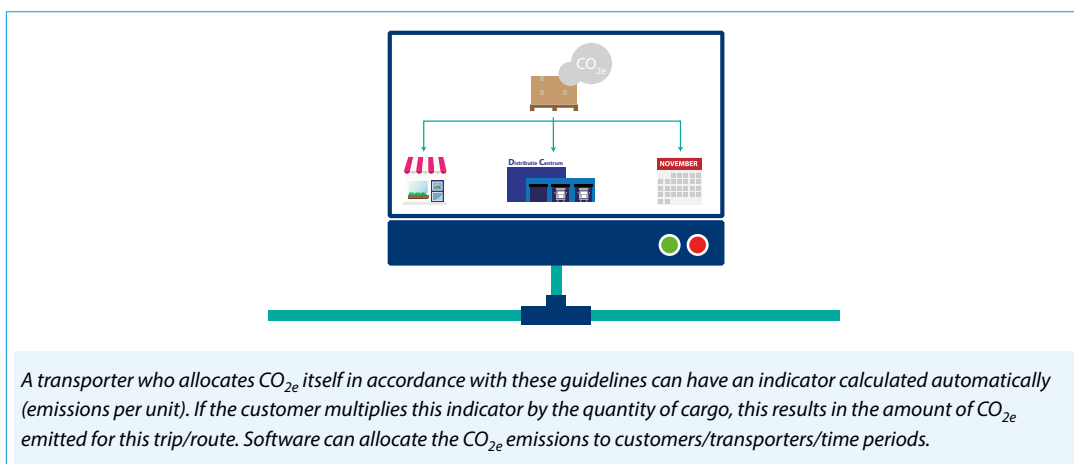 CO2e
Distributie Centrum
NOVEMBER
A transporter who allocates CO2e itself in accordance with these guidelines can have an indicator calculated automatically
(emissions per unit). If the customer multiplies this indicator by the quantity of cargo, this results in the amount of CO2e
emitted for this trip/route. Software can allocate the CO2e emissions to customers/transporters/time periods.